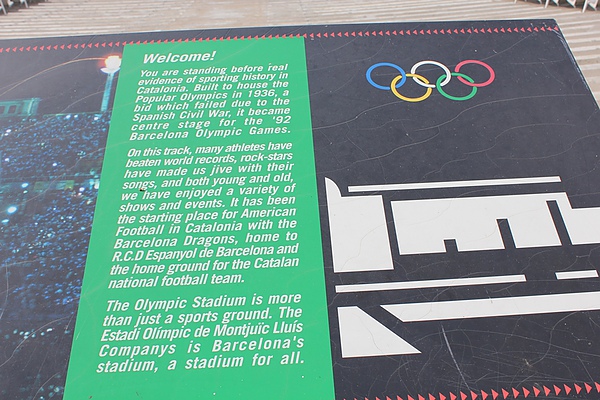 Welcome!
You are standing before real
evidence of sporting history in
Catalonia. Built to house the
Popular Olympics in 1936, a
bid which failed due to the
Spanish Civil War, it became
centre stage for the '92
Barcelona Olympic Games.
On this track, many athletes have
beaten world records, rock-stars
have made us jive with their
songs, and both young and old,
we have enjoyed a variety of
shows and events. It has been
the starting place for American
Football in Catalonia with the
Barcelona Dragons, home to
R.C.D Espanyol de Barcelona and
the home ground for the Catalan
national football team.
The Olympic Stadium is more
than just a sports ground. The
Estadi Olímpic de Montjuïc Lluís
Companys is Barcelona's
stadium, a stadium for all.